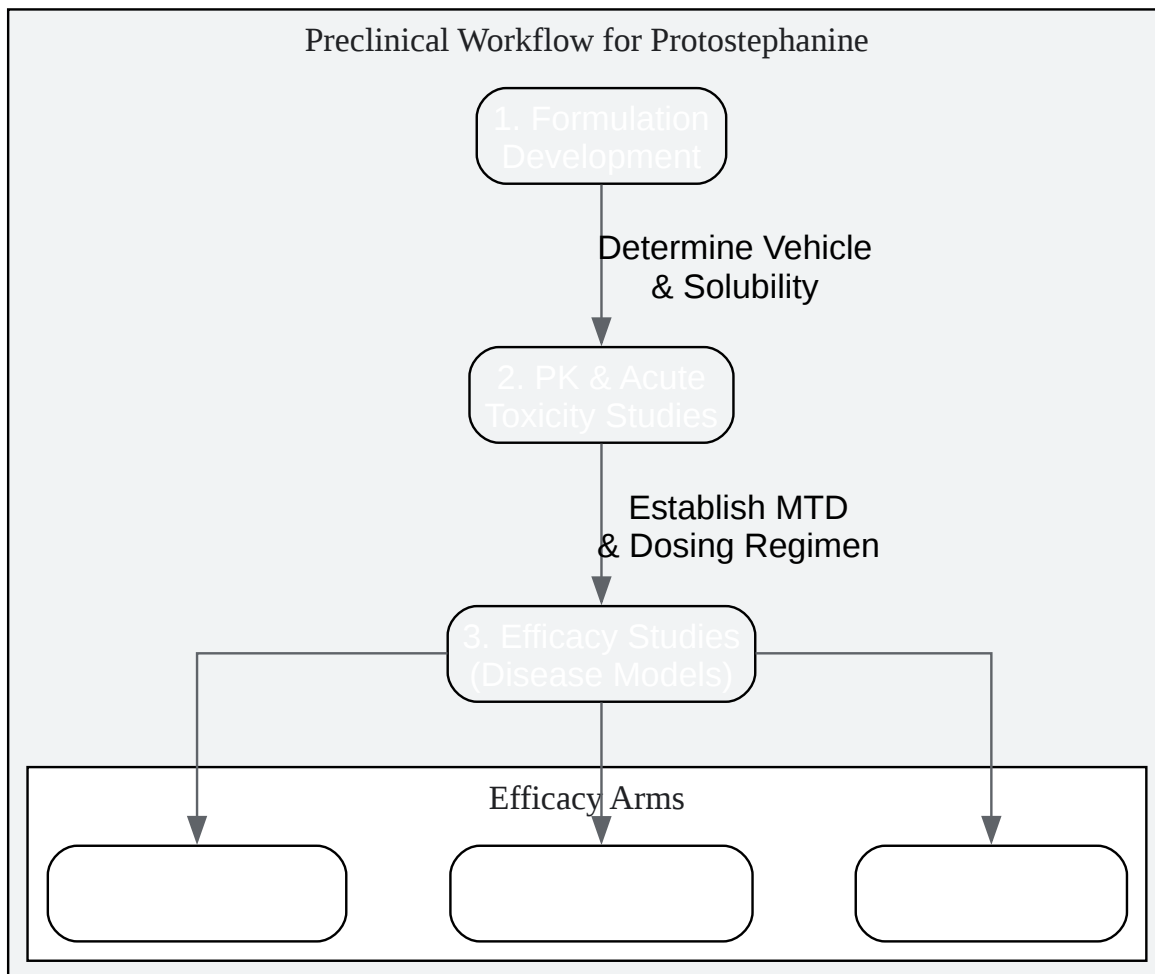 Preclinical Workflow for Protostephanine
1. Formulation
Development
Determine Vehicle
& Solubility
2. PK & Acute
Toxicity Studies
Establish MTD
& Dosing Regimen
3. Efficacy Studies
(Disease Models)
Efficacy Arms